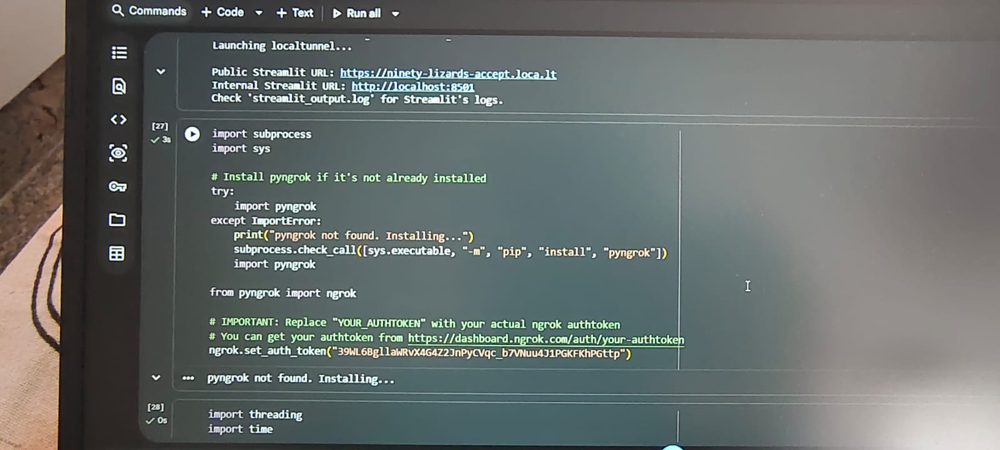 Commands + Code + Text Run all
Launching localtunnel...
Public Streamlit URL: https://ninety-lizards-accept.loca.lt
Internal Streamlit URL: http://localhost:8501
Check 'streamlit_output.log' for Streamlit's logs.
[27]
3s
import subprocess
import sys
# Install pyngrok if it's not already installed
try:
import pyngrok
except ImportError:
print("pyngrok not found. Installing...")
subprocess.check_call([sys.executable, "-m", "pip", "install", "pyngrok"])
import pyngrok
from pyngrok import ngrok
# IMPORTANT: Replace "YOUR_AUTHTOKEN" with your actual ngrok authtoken
# You can get your authtoken from https://dashboard.ngrok.com/auth/your-authtoken
ngrok.set_auth_token("39WL6BgllaWRvX4G4Z2JnPyCVqc_b7VNuu4J1PGKFKhPGttp")
pyngrok not found. Installing...
[28]
0s
import threading
import time